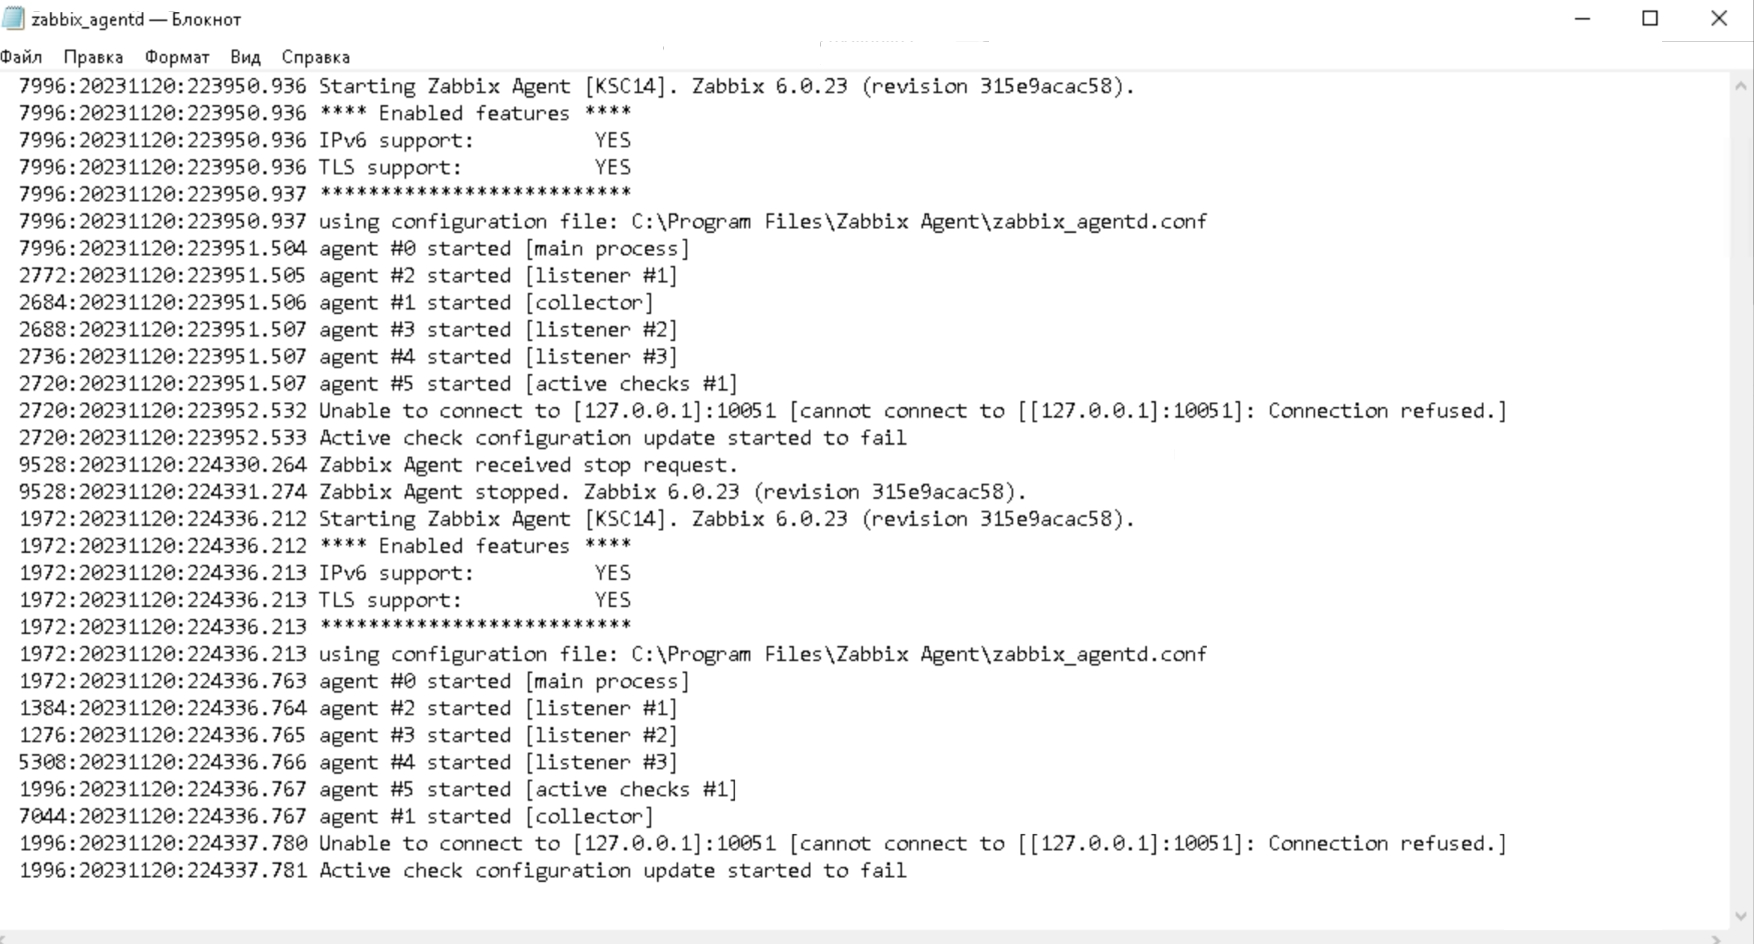 zabbix_agentd — Блокнот
Файл Правка Формат Вид Справка
7996:20231120:223950.936 Starting Zabbix Agent [KSC14]. Zabbix 6.0.23 (revision 315e9acac58).
7996:20231120:223950.936 **** Enabled features ****
7996:20231120:223950.936 IPv6 support:          YES
7996:20231120:223950.936 TLS support:           YES
7996:20231120:223950.937 **************************
7996:20231120:223950.937 using configuration file: C:\Program Files\Zabbix Agent\zabbix_agentd.conf
7996:20231120:223951.504 agent #0 started [main process]
2772:20231120:223951.505 agent #2 started [listener #1]
2684:20231120:223951.506 agent #1 started [collector]
2688:20231120:223951.507 agent #3 started [listener #2]
2736:20231120:223951.507 agent #4 started [listener #3]
2720:20231120:223951.507 agent #5 started [active checks #1]
2720:20231120:223952.532 Unable to connect to [127.0.0.1]:10051 [cannot connect to [[127.0.0.1]:10051]: Connection refused.]
2720:20231120:223952.533 Active check configuration update started to fail
9528:20231120:224330.264 Zabbix Agent received stop request.
9528:20231120:224331.274 Zabbix Agent stopped. Zabbix 6.0.23 (revision 315e9acac58).
1972:20231120:224336.212 Starting Zabbix Agent [KSC14]. Zabbix 6.0.23 (revision 315e9acac58).
1972:20231120:224336.212 **** Enabled features ****
1972:20231120:224336.213 IPv6 support:          YES
1972:20231120:224336.213 TLS support:           YES
1972:20231120:224336.213 **************************
1972:20231120:224336.213 using configuration file: C:\Program Files\Zabbix Agent\zabbix_agentd.conf
1972:20231120:224336.763 agent #0 started [main process]
1384:20231120:224336.764 agent #2 started [listener #1]
1276:20231120:224336.765 agent #3 started [listener #2]
5308:20231120:224336.766 agent #4 started [listener #3]
1996:20231120:224336.767 agent #5 started [active checks #1]
7044:20231120:224336.767 agent #1 started [collector]
1996:20231120:224337.780 Unable to connect to [127.0.0.1]:10051 [cannot connect to [[127.0.0.1]:10051]: Connection refused.]
1996:20231120:224337.781 Active check configuration update started to fail